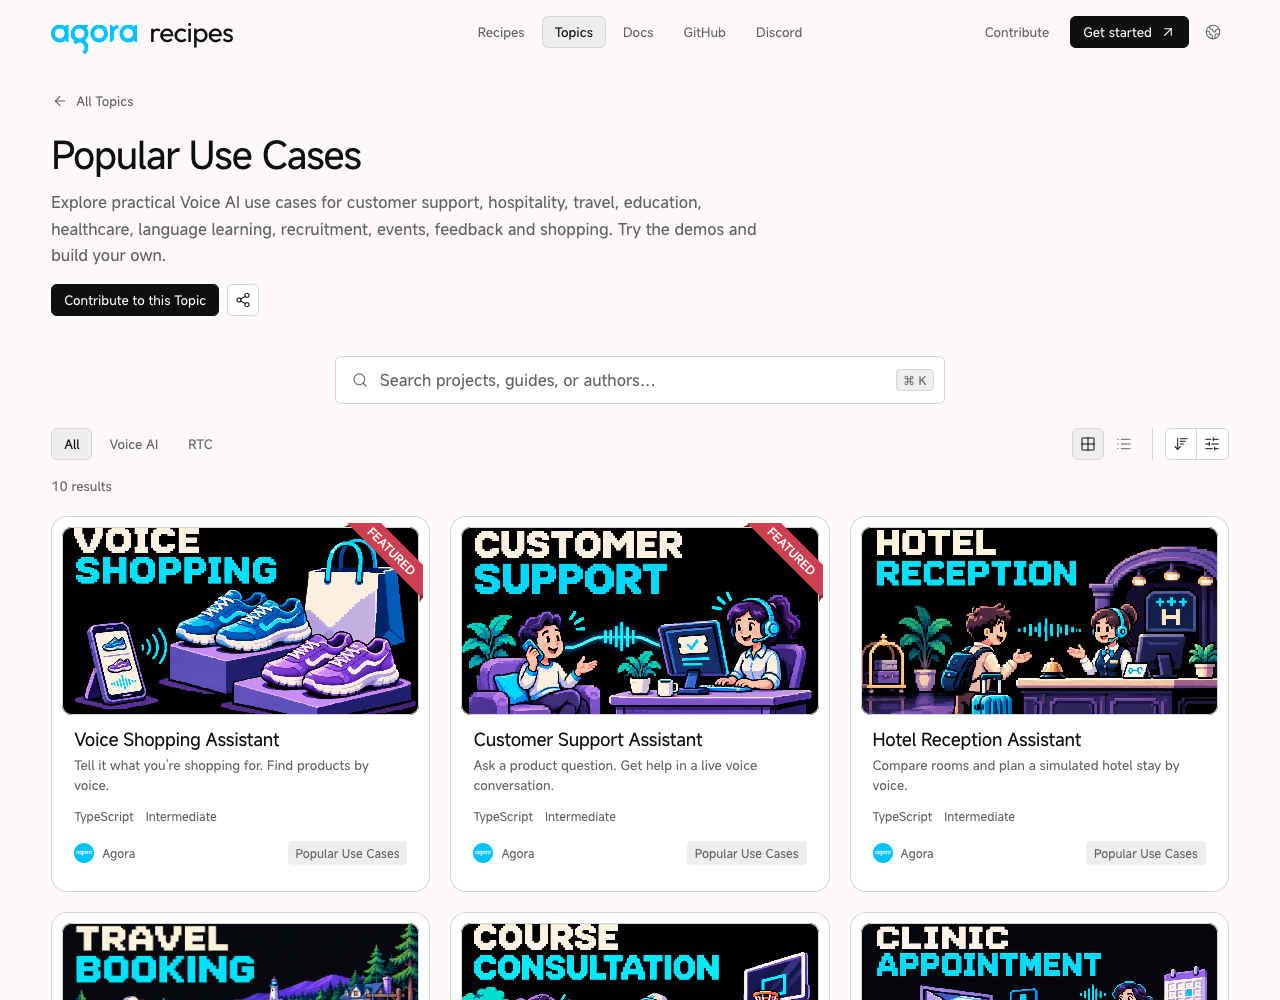 agora recipes
Recipes
Topics
Docs
GitHub
Discord
Contribute
Get started
All Topics
Popular Use Cases
Explore practical Voice AI use cases for customer support, hospitality, travel, education,
healthcare, language learning, recruitment, events, feedback and shopping. Try the demos and
build your own.
Contribute to this Topic
Search projects, guides, or authors...
⌘ K
All
Voice AI
RTC
10 results
VOICE
SHOPPING
FEATURED
Voice Shopping Assistant
Tell it what you're shopping for. Find products by
voice.
TypeScript Intermediate
agora
Agora
Popular Use Cases
CUSTOMER
SUPPORT
FEATURED
Customer Support Assistant
Ask a product question. Get help in a live voice
conversation.
TypeScript Intermediate
agora
Agora
Popular Use Cases
HOTEL
RECEPTION
H
Hotel Reception Assistant
Compare rooms and plan a simulated hotel stay by
voice.
TypeScript Intermediate
agora
Agora
Popular Use Cases
TRAVEL
BOOKING
COURSE
CONSULTATION
CLINIC
APPOINTMENT